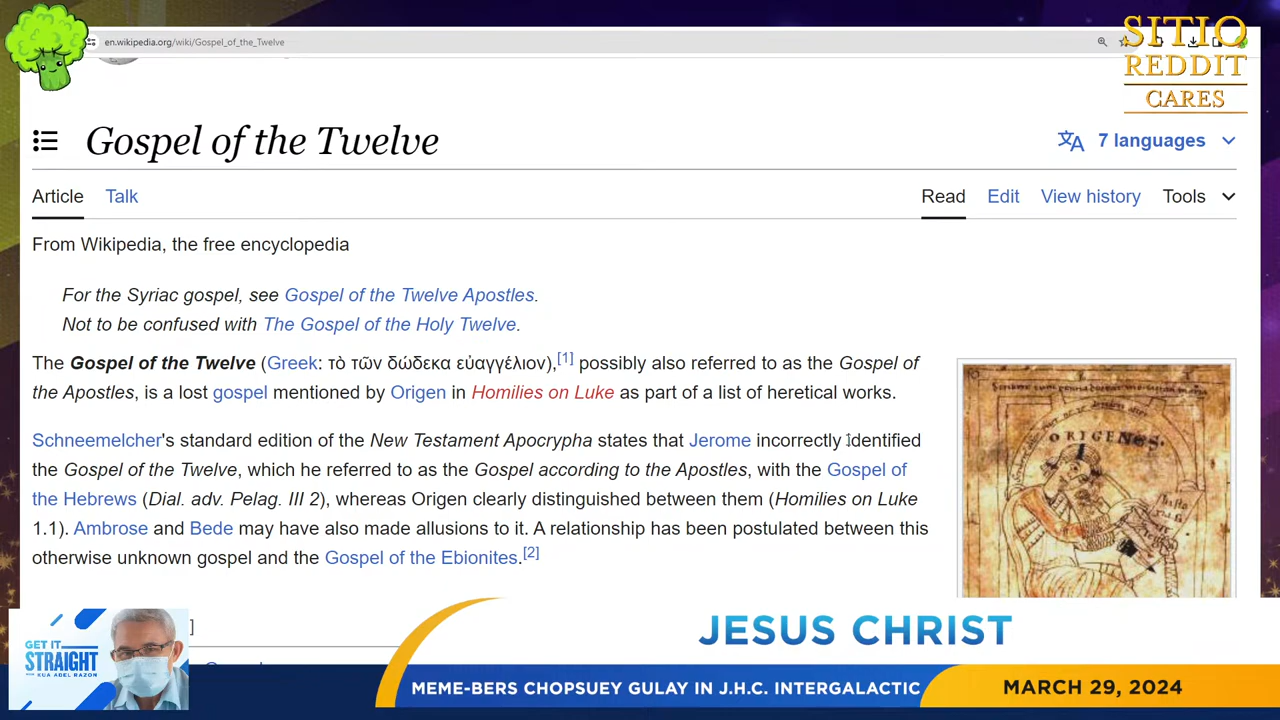 en.wikipedia.org/wiki/Gospel_of_the_Twelve
SITIO
REDDIT
CARES
Gospel of the Twelve
7 languages
Article Talk Read Edit View history Tools
From Wikipedia, the free encyclopedia
For the Syriac gospel, see Gospel of the Twelve Apostles.
Not to be confused with The Gospel of the Holy Twelve.
The Gospel of the Twelve (Greek: τὸ τῶν δώδεκα εὐαγγέλιον),[1] possibly also referred to as the Gospel of
the Apostles, is a lost gospel mentioned by Origen in Homilies on Luke as part of a list of heretical works.
Schneemelcher's standard edition of the New Testament Apocrypha states that Jerome incorrectly identified
the Gospel of the Twelve, which he referred to as the Gospel according to the Apostles, with the Gospel of
the Hebrews (Dial. adv. Pelag. III 2), whereas Origen clearly distinguished between them (Homilies on Luke
1.1). Ambrose and Bede may have also made allusions to it. A relationship has been postulated between this
otherwise unknown gospel and the Gospel of the Ebionites.[2]
ORIGENES
]
GET IT
STRAIGHT
KUA ADEL RAZON
JESUS CHRIST
MEME-BERS CHOPSUEY GULAY IN J.H.C. INTERGALACTIC
MARCH 29, 2024